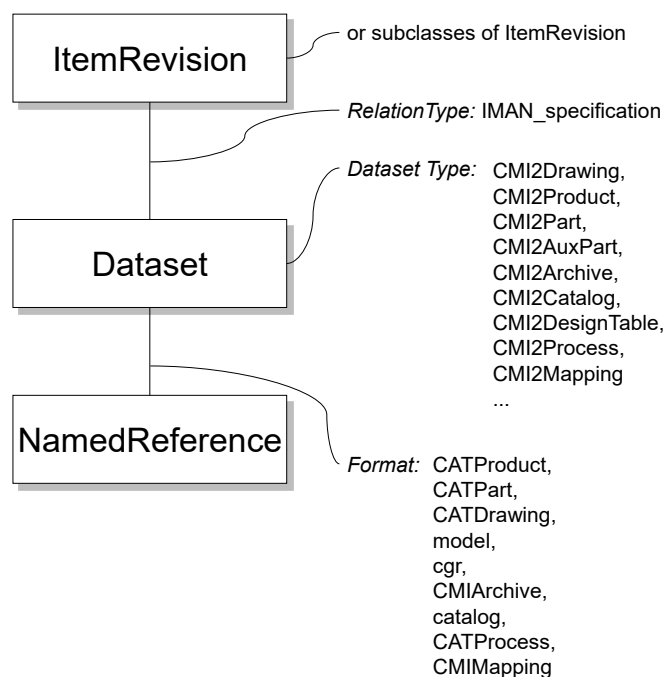 ItemRevision
or subclasses of ItemRevision
RelationType: IMAN_specification
Dataset
Dataset Type: CMI2Drawing,
CMI2Product,
CMI2Part,
CMI2AuxPart,
CMI2Archive,
CMI2Catalog,
CMI2DesignTable,
CMI2Process,
CMI2Mapping
...
NamedReference
Format: CATProduct,
CATPart,
CATDrawing,
model,
cgr,
CMIArchive,
catalog,
CATProcess,
CMIMapping